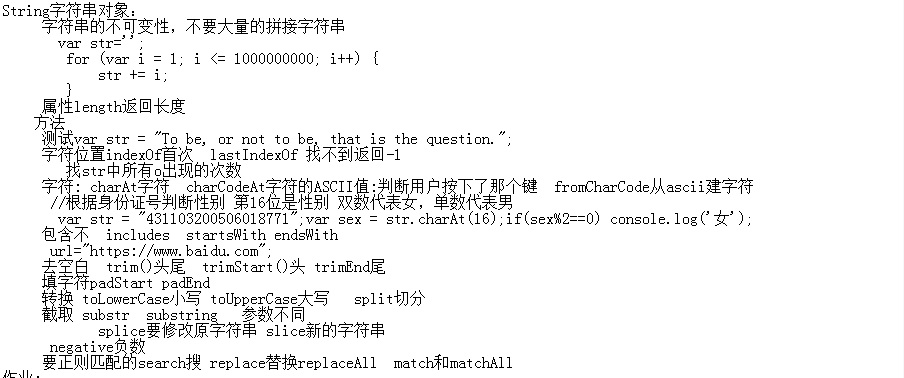 String字符串对象:
字符串的不可变性，不要大量的拼接字符串
var str='';
for (var i = 1; i <= 1000000000; i++) {
str += i;
}
属性length返回长度
方法
测试var str = "To be, or not to be, that is the question.";
字符位置indexOf首次 lastIndexOf 找不到返回-1
找str中所有o出现的次数
字符: charAt字符 charCodeAt字符的ASCII值:判断用户按下了那个键 fromCharCode从ascii建字符
//根据身份证号判断性别 第16位是性别 双数代表女，单数代表男
var str = "431103200506018771";var sex = str.charAt(16);if(sex%2==0) console.log('女');
包含不 includes startsWith endsWith
url="https://www.baidu.com";
去空白 trim()头尾 trimStart()头 trimEnd尾
填字符padStart padEnd
转换 toLowerCase小写 toUpperCase大写 split切分
截取 substr substring 参数不同
splice要修改原字符串 slice新的字符串
negative负数
要正则匹配的search搜 replace替换replaceAll match和matchAll